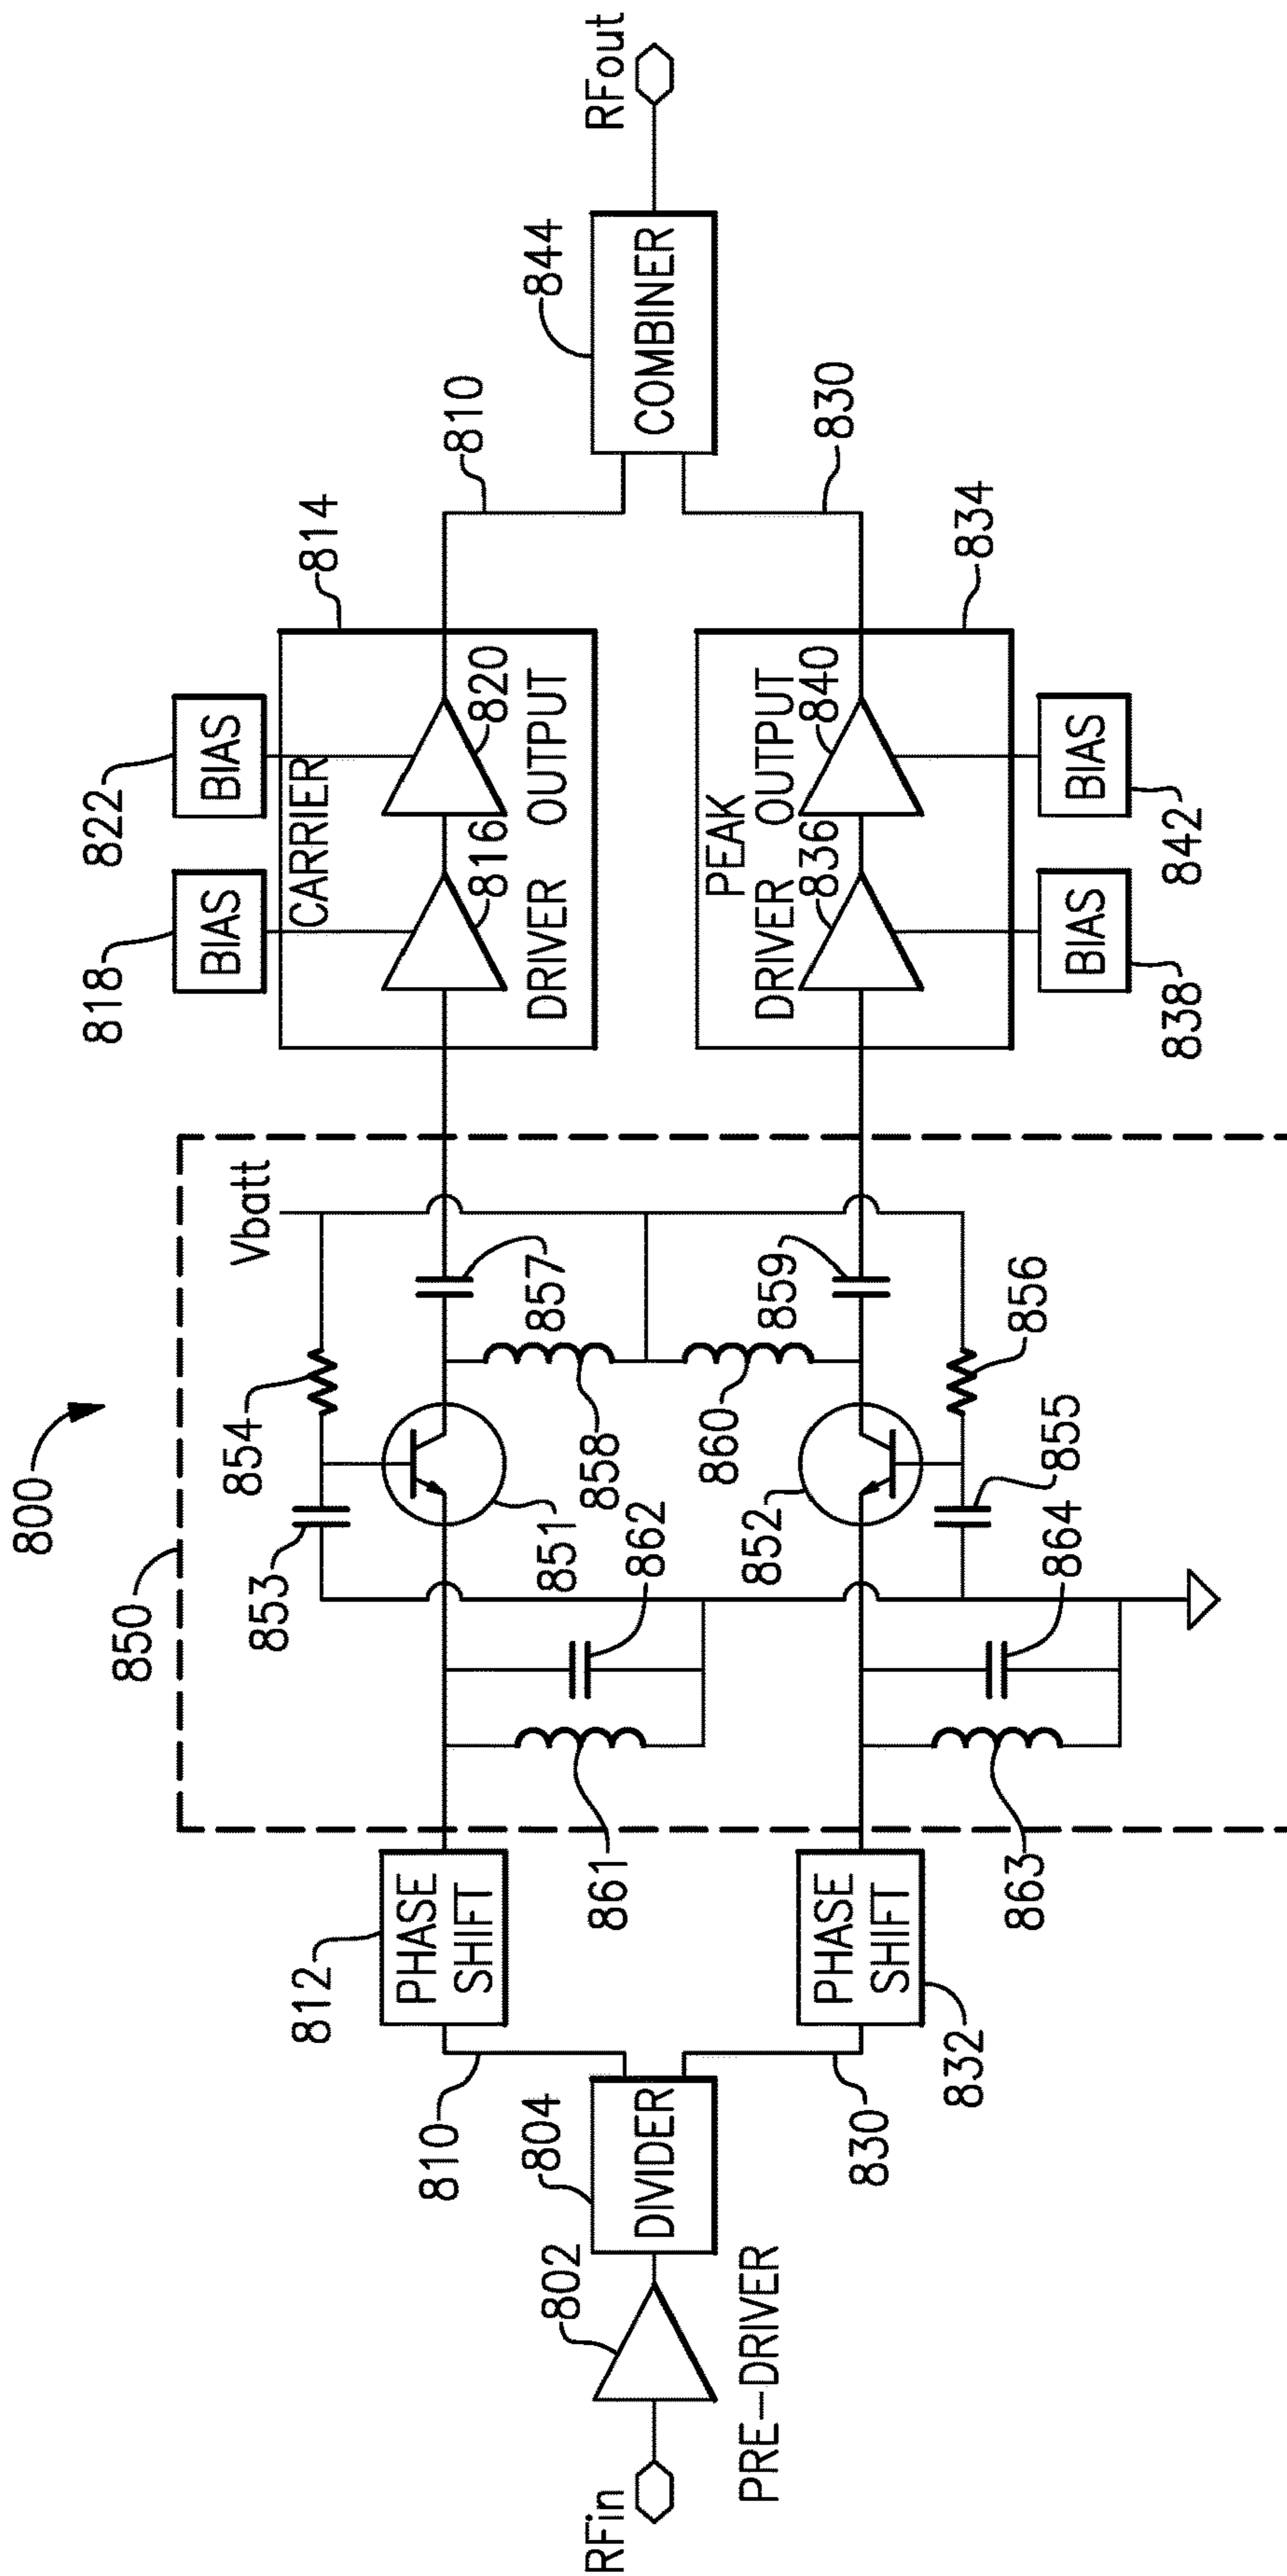 800
850
RFin
802
PRE-DRIVER
804
DIVIDER
810
830
812
PHASE
SHIFT
PHASE
SHIFT
832
861
863
853
854
851
862
852
864
855
856
858
860
857
859
Vbatt
818
BIAS
822
BIAS
CARRIER
814
816
820
DRIVER
OUTPUT
PEAK
DRIVER
OUTPUT
836
840
834
BIAS
838
BIAS
842
810
830
844
COMBINER
RFout